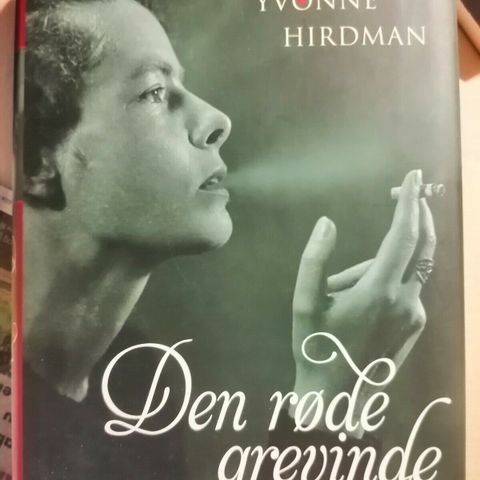 YVONNE
HIRDMAN
Den røde
grevinde